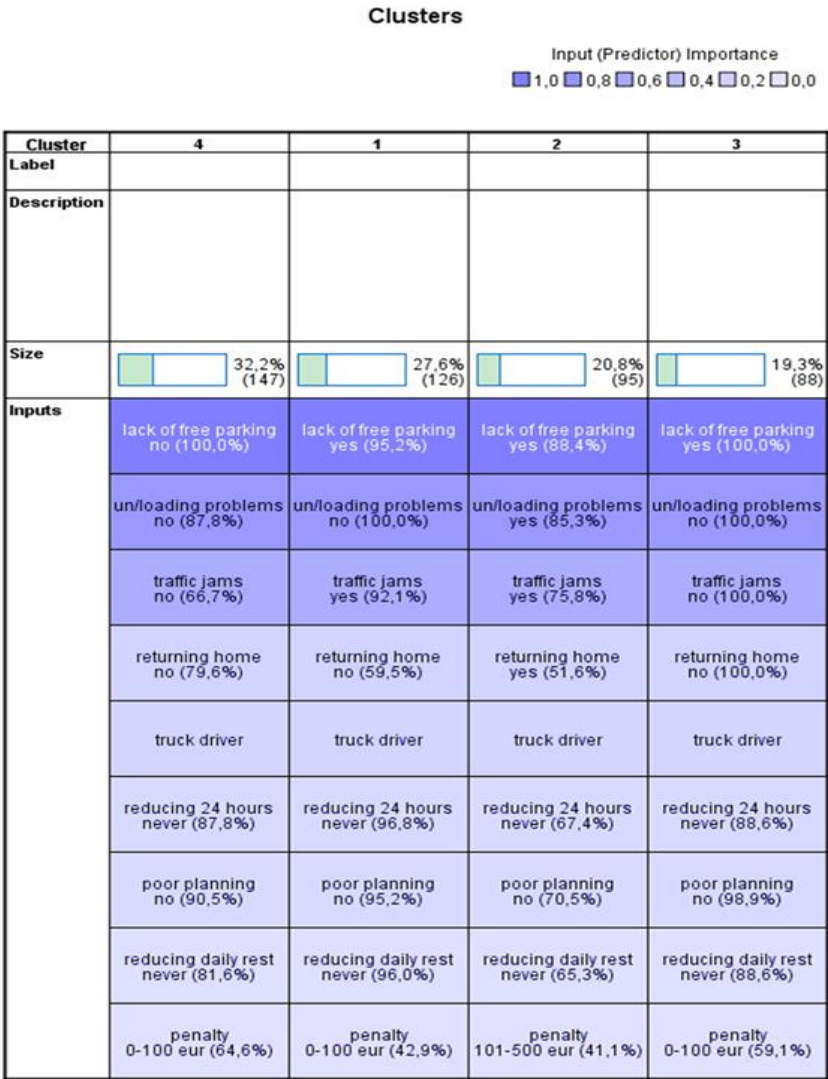 Clusters
Input (Predictor) Importance
1,0 0,8 0,6 0,4 0,2 0,0
Cluster 4 1 2 3
Label
Description
Size 32,2% 27,6% 20,8% 19,3%
(147) (126) (95) (88)
Inputs
lack of free parking lack of free parking lack of free parking lack of free parking
no (100,0%) yes (95,2%) yes (88,4%) yes (100,0%)
un/loading problems un/loading problems un/loading problems un/loading problems
no (87,8%) no (100,0%) yes (85,3%) no (100,0%)
traffic jams traffic jams traffic jams traffic jams
no (66,7%) yes (92,1%) yes (75,8%) no (100,0%)
returning home returning home returning home returning home
no (79,6%) no (59,5%) yes (51,6%) no (100,0%)
truck driver truck driver truck driver truck driver
reducing 24 hours reducing 24 hours reducing 24 hours reducing 24 hours
never (87,8%) never (96,8%) never (67,4%) never (88,6%)
poor planning poor planning poor planning poor planning
no (90,5%) no (95,2%) no (70,5%) no (98,9%)
reducing daily rest reducing daily rest reducing daily rest reducing daily rest
never (81,6%) never (96,0%) never (65,3%) never (88,6%)
penalty penalty penalty penalty
0-100 eur (64,6%) 0-100 eur (42,9%) 101-500 eur (41,1%) 0-100 eur (59,1%)